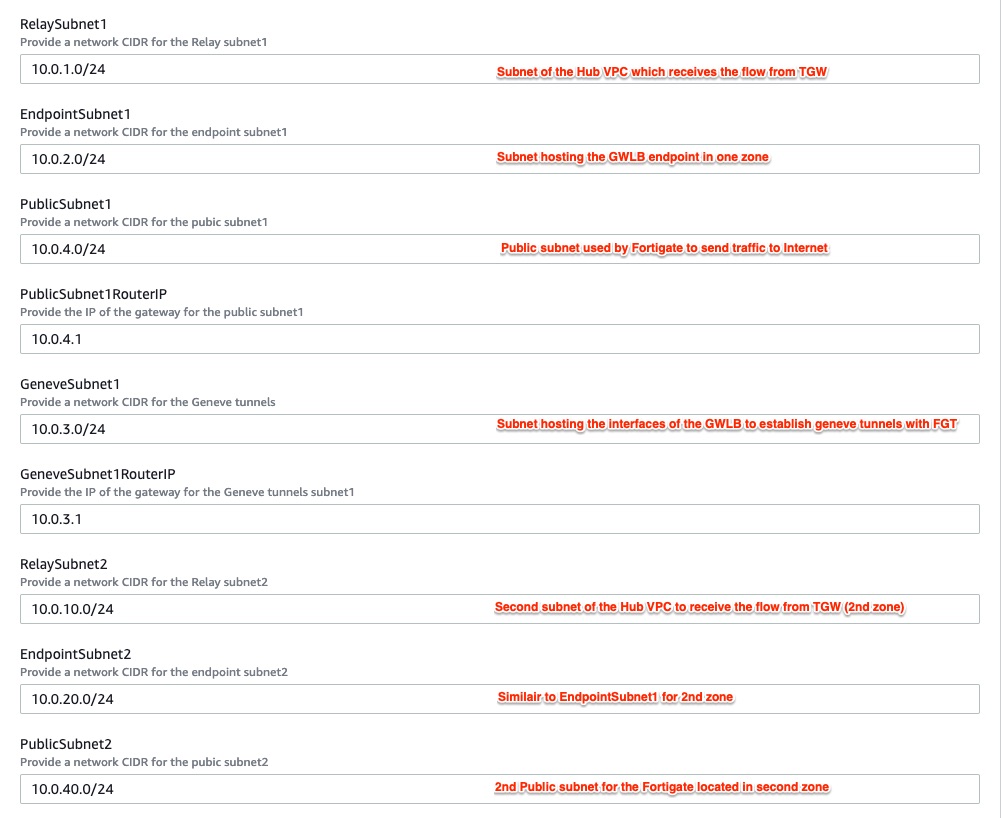 RelaySubnet1
Provide a network CIDR for the Relay subnet1
10.0.1.0/24 Subnet of the Hub VPC which receives the flow from TGW
EndpointSubnet1
Provide a network CIDR for the endpoint subnet1
10.0.2.0/24 Subnet hosting the GWLB endpoint in one zone
PublicSubnet1
Provide a network CIDR for the pubic subnet1
10.0.4.0/24 Public subnet used by Fortigate to send traffic to Internet
PublicSubnet1RouterIP
Provide the IP of the gateway for the public subnet1
10.0.4.1
GeneveSubnet1
Provide a network CIDR for the Geneve tunnels
10.0.3.0/24 Subnet hosting the interfaces of the GWLB to establish geneve tunnels with FGT
GeneveSubnet1RouterIP
Provide the IP of the gateway for the Geneve tunnels subnet1
10.0.3.1
RelaySubnet2
Provide a network CIDR for the Relay subnet2
10.0.10.0/24 Second subnet of the Hub VPC to receive the flow from TGW (2nd zone)
EndpointSubnet2
Provide a network CIDR for the endpoint subnet2
10.0.20.0/24 Similair to EndpointSubnet1 for 2nd zone
PublicSubnet2
Provide a network CIDR for the pubic subnet2
10.0.40.0/24 2nd Public subnet for the Fortigate located in second zone